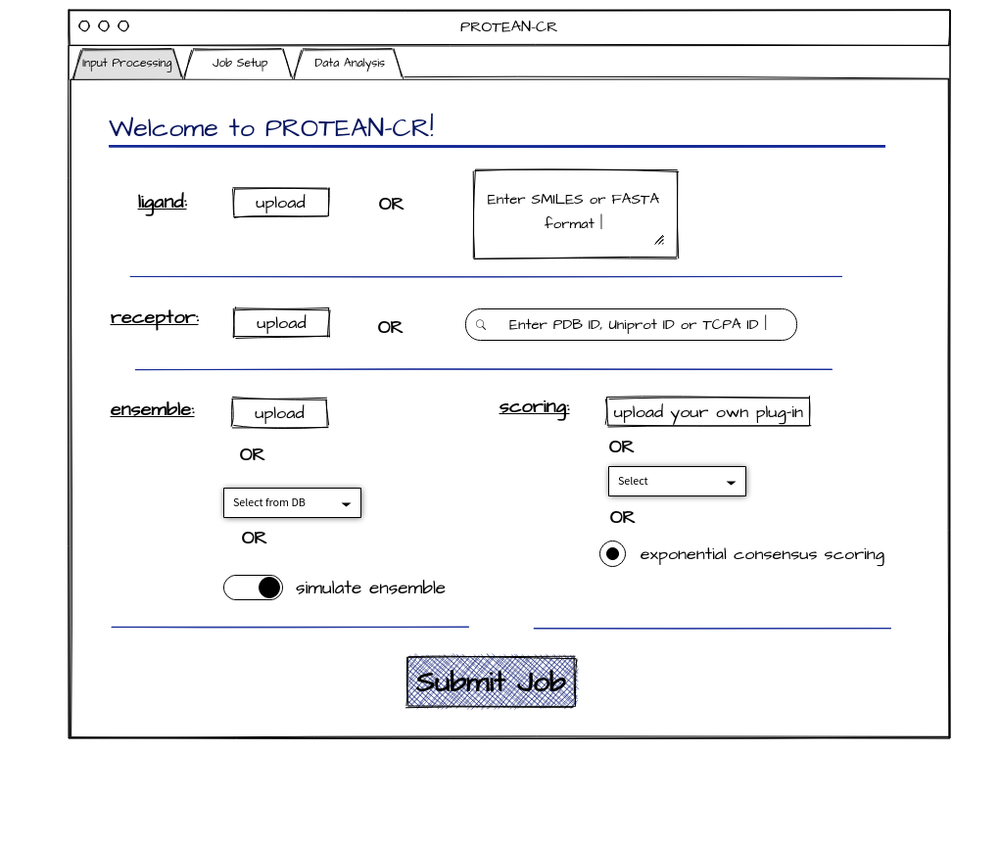 PROTEAN-CR
Input Processing
Job Setup
Data Analysis
Welcome to PROTEAN-CR!
ligand:
upload
OR
Enter SMILES or FASTA
format
receptor:
upload
OR
Enter PDB ID, Uniprot ID or TCPA ID
ensemble:
upload
OR
Select from DB
OR
simulate ensemble
scoring:
upload your own plug-in
OR
Select
OR
exponential consensus scoring
Submit Job